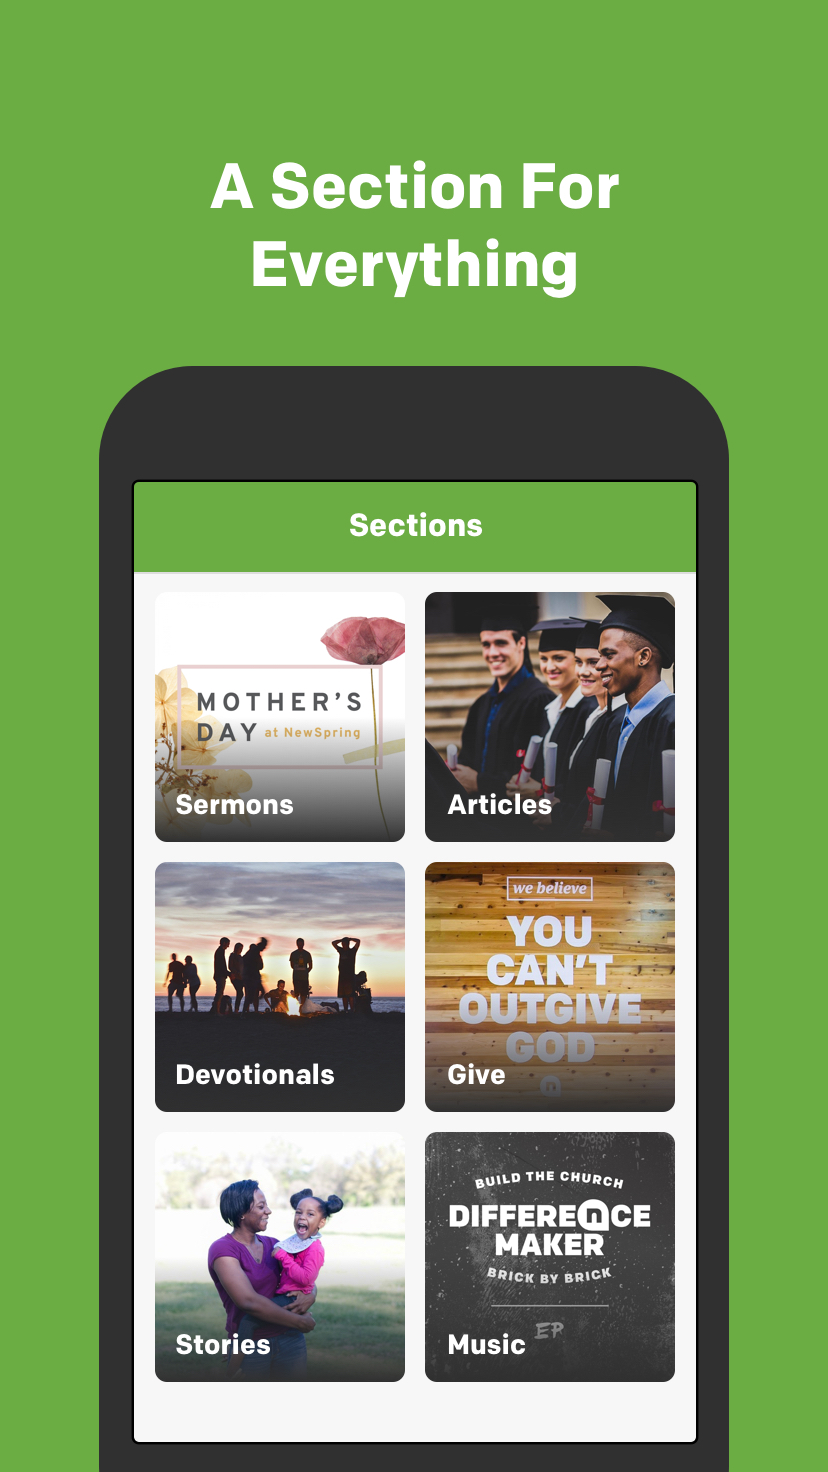 A Section For
Everything
Sections
MOTHER'S
DAY at NewSpring
Sermons
Articles
Devotionals
we believe
YOU
CAN'T
OUTGIVE
GOD
n
Give
Stories
BUILD THE CHURCH
DIFFERENCE
MAKER
BRICK BY BRICK
EP
Music